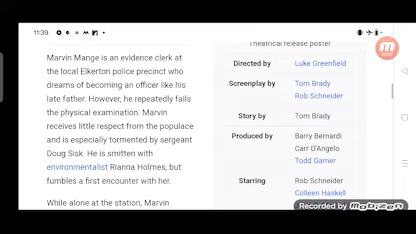 11:39
Marvin Mange is an evidence clerk at
the local Elkerton police precinct who
dreams of becoming an officer like his
late father. However, he repeatedly fails
the physical examination. Marvin
receives little respect from the populace
and is especially tormented by sergeant
Doug Sisk. He is smitten with
environmentalist Rianna Holmes, but
fumbles a first encounter with her.
While alone at the station, Marvin
Theatrical release poster
Directed by Luke Greenfield
Screenplay by Tom Brady
Rob Schneider
Story by Tom Brady
Produced by Barry Bernardi
Carr D'Angelo
Todd Garner
Starring Rob Schneider
Colleen Haskell
Recorded by Mobizen